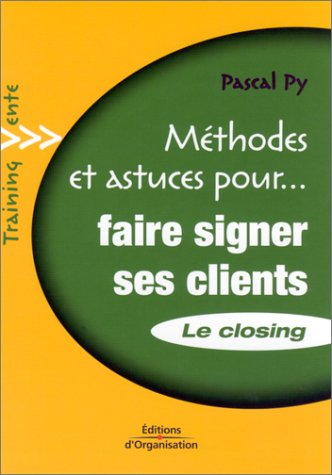 Pascal Py
Training vente
>>>
Méthodes
et astuces pour...
faire signer
ses clients
Le closing
Éditions
d'Organisation